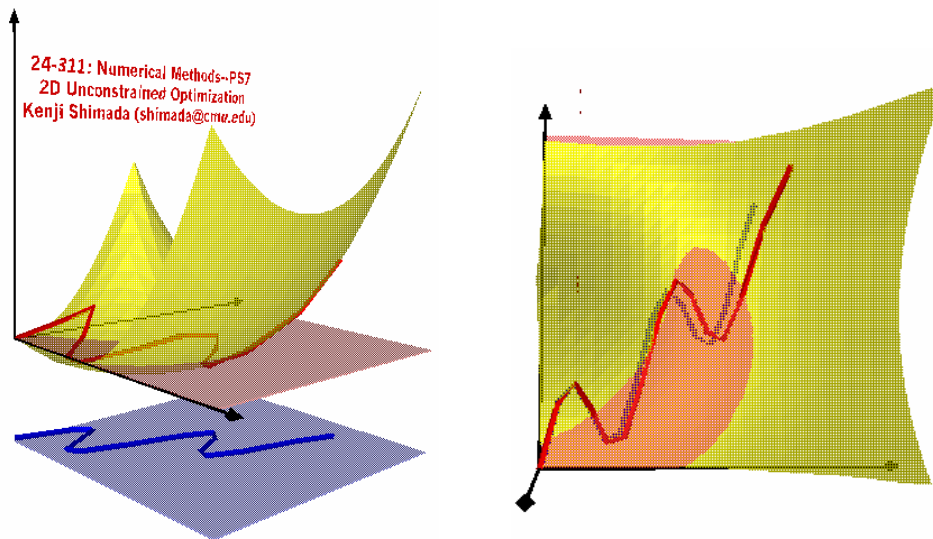 24-311: Numerical Methods--PS7
2D Unconstrained Optimization
Kenji Shimada (shimada@cmu.edu)